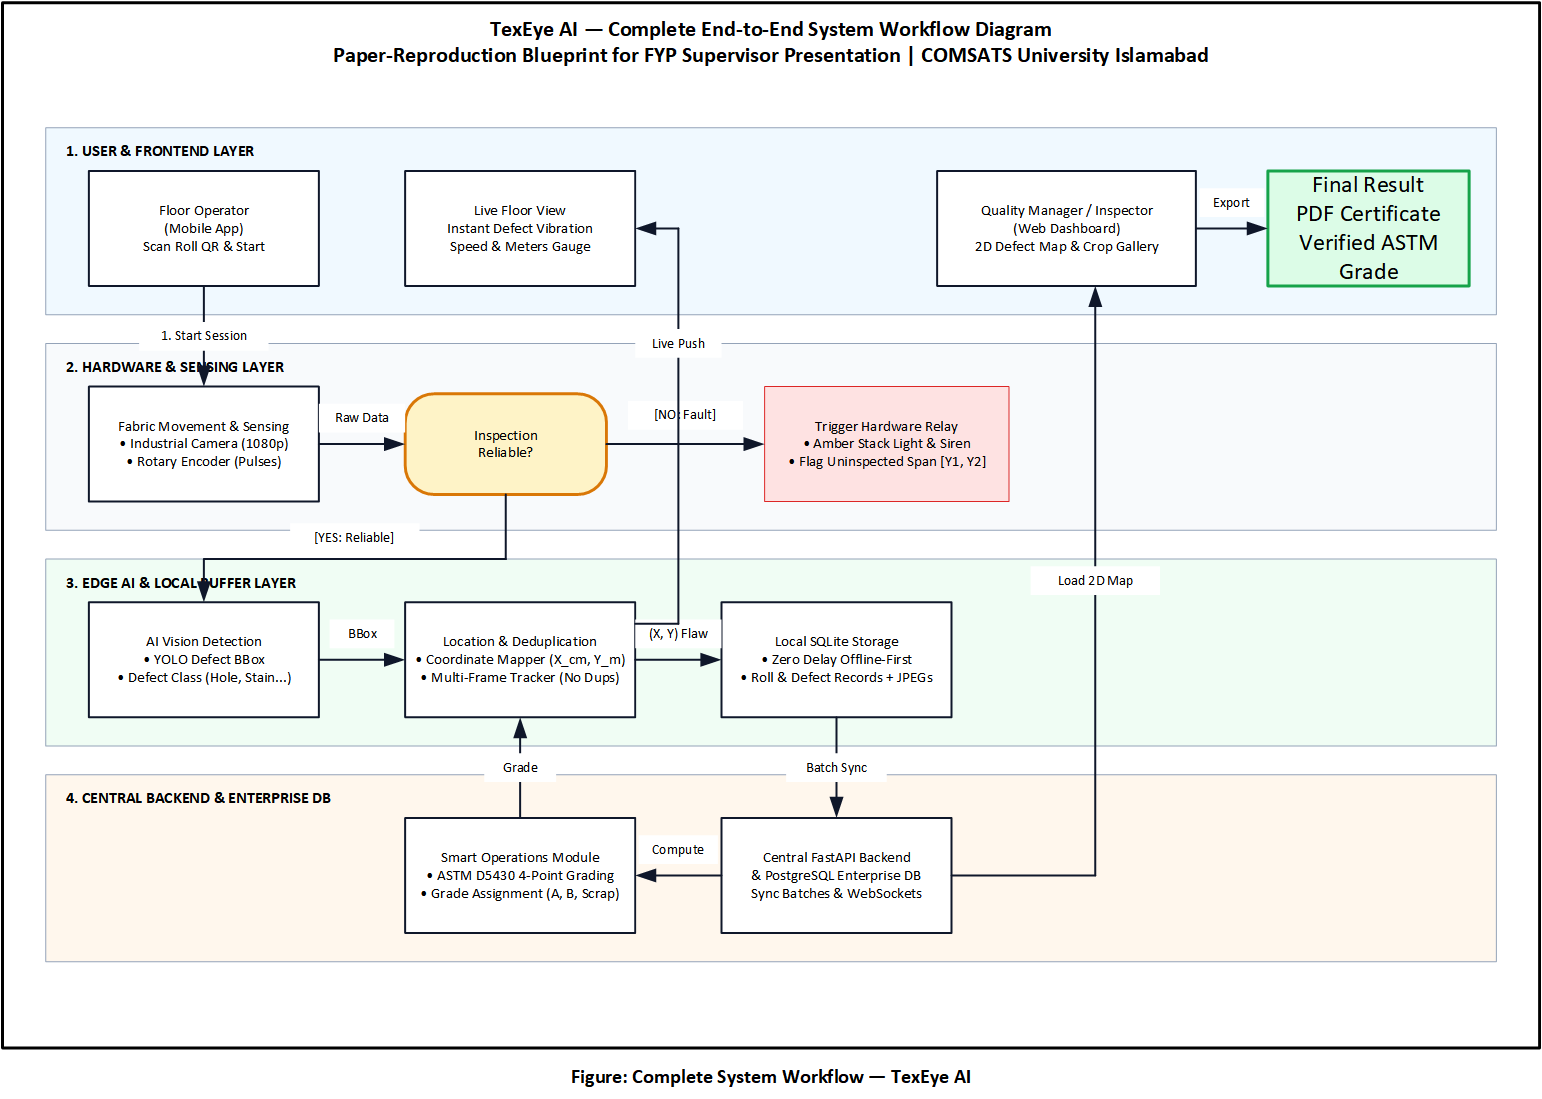 TexEye AI — Complete End-to-End System Workflow Diagram
Paper-Reproduction Blueprint for FYP Supervisor Presentation | COMSATS University Islamabad
1. USER & FRONTEND LAYER
Floor Operator
(Mobile App)
Scan Roll QR & Start
Live Floor View
Instant Defect Vibration
Speed & Meters Gauge
Quality Manager / Inspector
(Web Dashboard)
2D Defect Map & Crop Gallery
Export
Final Result
PDF Certificate
Verified ASTM
Grade
1. Start Session
Live Push
2. HARDWARE & SENSING LAYER
Fabric Movement & Sensing
• Industrial Camera (1080p)
• Rotary Encoder (Pulses)
Raw Data
Inspection
Reliable?
[NO: Fault]
Trigger Hardware Relay
• Amber Stack Light & Siren
• Flag Uninspected Span [Y1, Y2]
[YES: Reliable]
3. EDGE AI & LOCAL BUFFER LAYER
Load 2D Map
AI Vision Detection
• YOLO Defect BBox
• Defect Class (Hole, Stain...)
BBox
Location & Deduplication
• Coordinate Mapper (X_cm, Y_m)
• Multi-Frame Tracker (No Dups)
(X, Y) Flaw
Local SQLite Storage
• Zero Delay Offline-First
• Roll & Defect Records + JPEGs
Grade
Batch Sync
4. CENTRAL BACKEND & ENTERPRISE DB
Smart Operations Module
• ASTM D5430 4-Point Grading
• Grade Assignment (A, B, Scrap)
Compute
Central FastAPI Backend
& PostgreSQL Enterprise DB
Sync Batches & WebSockets
Figure: Complete System Workflow — TexEye AI